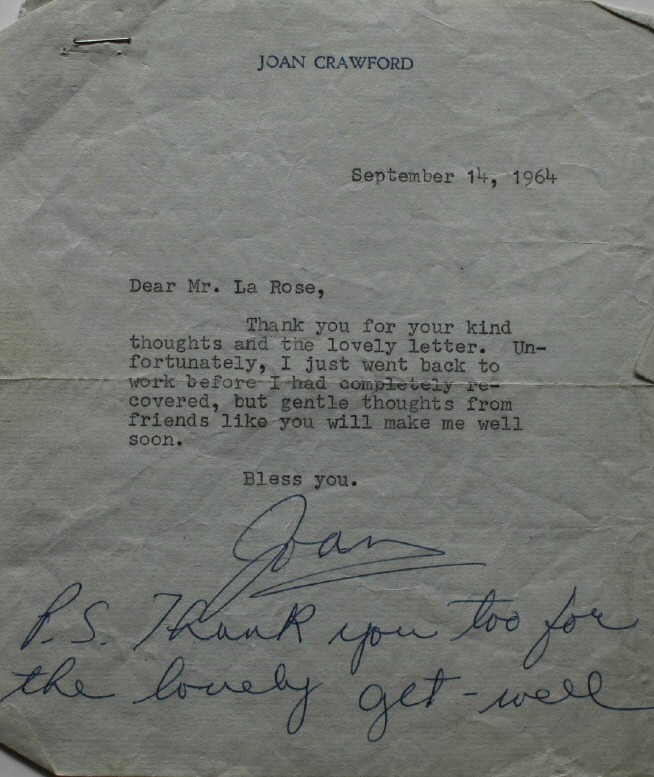 JOAN CRAWFORD
September 14, 1964
Dear Mr. La Rose,
Thank you for your kind
thoughts and the lovely letter. Un-
fortunately, I just went back to
work before I had completely re-
covered, but gentle thoughts from
friends like you will make me well
soon.
Bless you.
Joan
P.S. Thank you too for
the lovely get-well